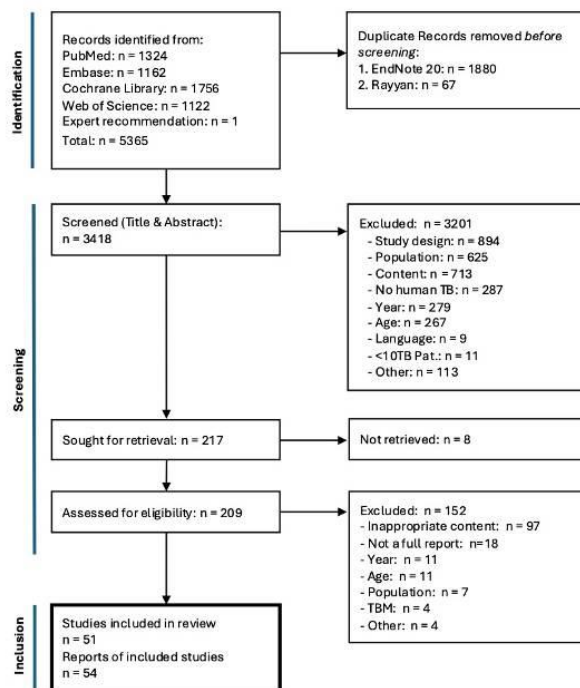 Identification
Records identified from:
PubMed: n = 1324
Embase: n = 1162
Cochrane Library: n = 1756
Web of Science: n = 1122
Expert recommendation: n = 1
Total: n = 5365
Duplicate Records removed before
screening:
1. EndNote 20: n = 1880
2. Rayyan: n = 67
Screening
Screened (Title & Abstract):
n = 3418
Excluded: n = 3201
- Study design: n = 894
- Population: n = 625
- Content: n = 713
- No human TB: n = 287
- Year: n = 279
- Age: n = 267
- Language: n = 9
- <10TB Pat.: n = 11
- Other: n = 113
Sought for retrieval: n = 217
Not retrieved: n = 8
Assessed for eligibility: n = 209
Excluded: n = 152
- Inappropriate content: n = 97
- Not a full report: n=18
- Year: n = 11
- Age: n = 11
- Population: n = 7
- TBM: n = 4
- Other: n = 4
Inclusion
Studies included in review
n = 51
Reports of included studies
n = 54